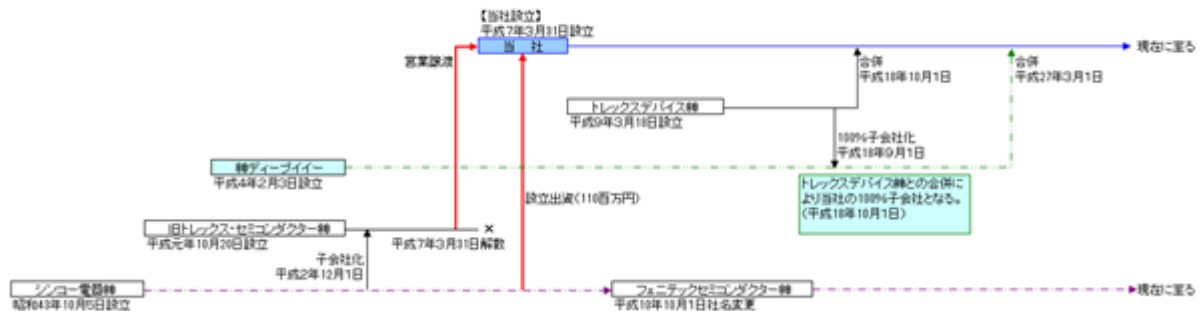 【当社設立】
平成7年3月31日設立
当 社
現在に至る
営業譲渡
合併
平成18年10月1日
合併
平成27年3月1日
トレックスデバイス㈱
平成9年3月18日設立
100%子会社化
平成18年9月1日
㈱ディーブイイー
平成4年2月3日設立
トレックスデバイス㈱との合併に
より当社の100%子会社となる。
(平成18年10月1日)
設立出資(110百万円)
旧トレックス・セミコンダクター㈱
平成元年10月20日設立
×
平成7年3月31日解散
子会社化
平成2年12月1日
シンコー電器㈱
昭和43年10月5日設立
フェニテックセミコンダクター㈱
平成10年10月1日社名変更
現在に至る